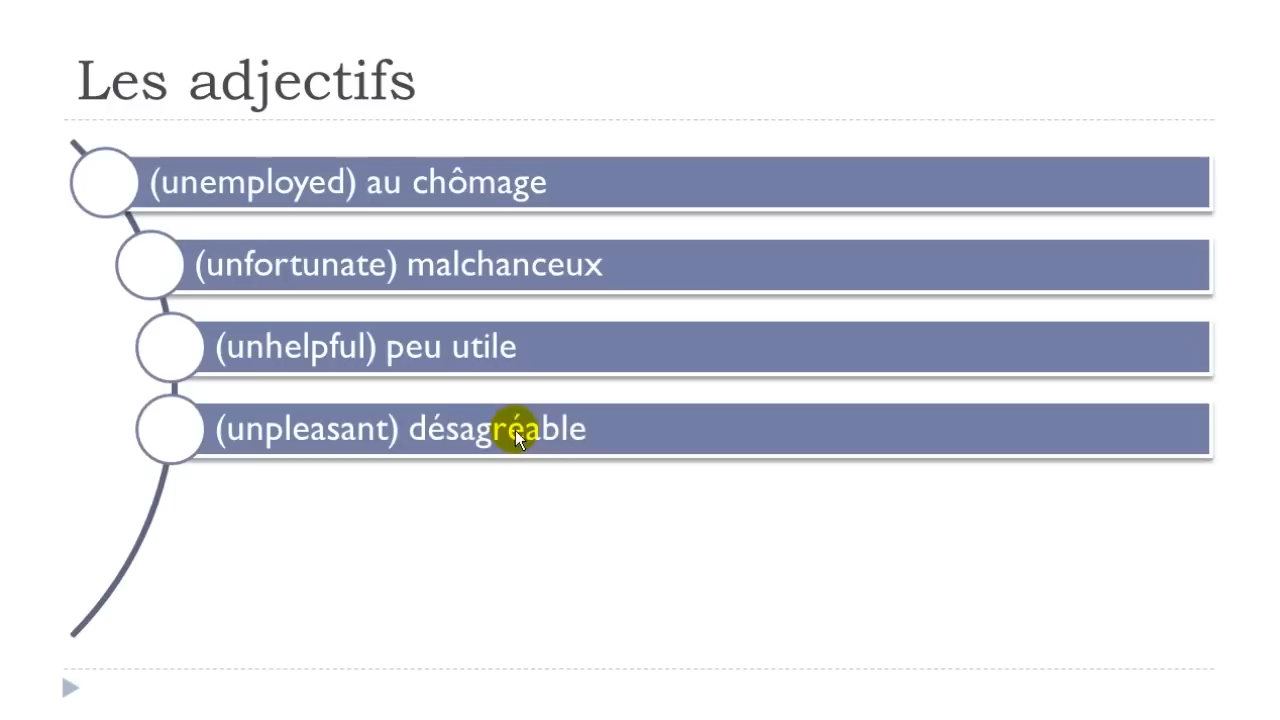 Les adjectifs
(unemployed) au chômage
(unfortunate) malchanceux
(unhelpful) peu utile
(unpleasant) désagréable